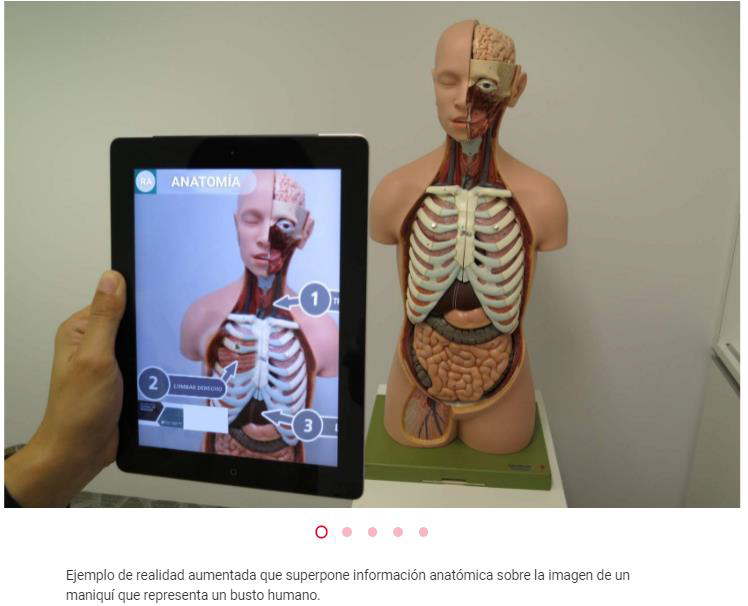 RA ANATOMÍA
1
2 LUMBAR DERECHO
3
Ejemplo de realidad aumentada que superpone información anatómica sobre la imagen de un
maniquí que representa un busto humano.